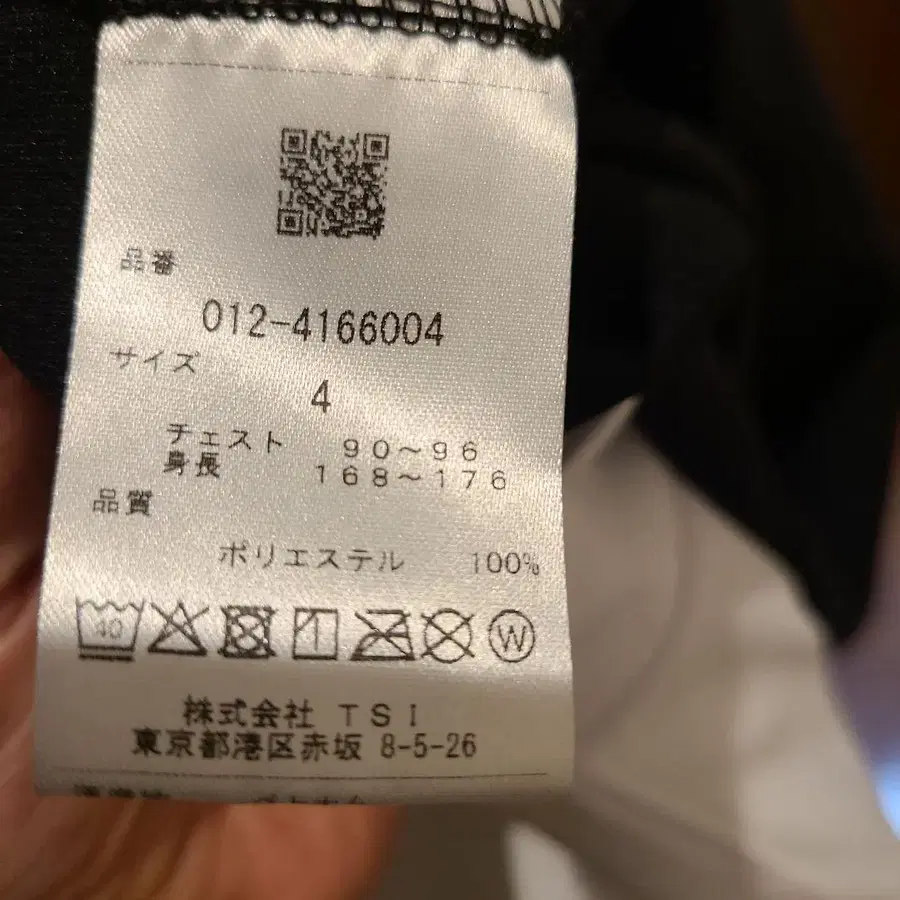 品番
012-4166004
サイズ
4
チェスト 90～96
身長 168～176
品質
ポリエステル 100%
40
W
株式会社 TSI
東京都港区赤坂 8-5-26